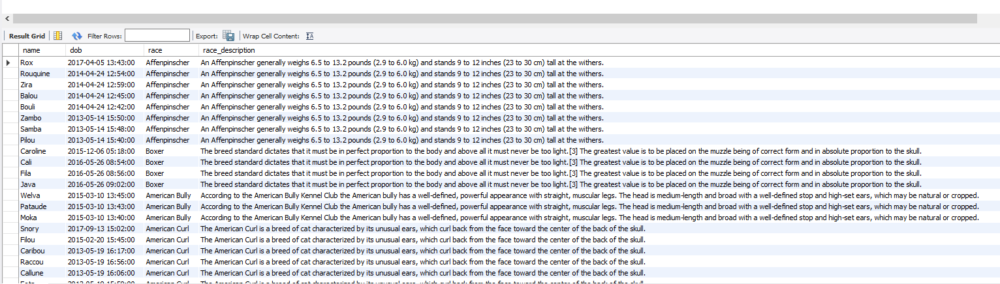 Result Grid Filter Rows: Export: Wrap Cell Content:
name dob race race_description
Rox 2017-04-05 13:43:00 Affenpinscher An Affenpinscher generally weighs 6.5 to 13.2 pounds (2.9 to 6.0 kg) and stands 9 to 12 inches (23 to 30 cm) tall at the withers.
Rouquine 2014-04-24 12:54:00 Affenpinscher An Affenpinscher generally weighs 6.5 to 13.2 pounds (2.9 to 6.0 kg) and stands 9 to 12 inches (23 to 30 cm) tall at the withers.
Zira 2014-04-24 12:59:00 Affenpinscher An Affenpinscher generally weighs 6.5 to 13.2 pounds (2.9 to 6.0 kg) and stands 9 to 12 inches (23 to 30 cm) tall at the withers.
Balou 2014-04-24 12:45:00 Affenpinscher An Affenpinscher generally weighs 6.5 to 13.2 pounds (2.9 to 6.0 kg) and stands 9 to 12 inches (23 to 30 cm) tall at the withers.
Bouli 2014-04-24 12:42:00 Affenpinscher An Affenpinscher generally weighs 6.5 to 13.2 pounds (2.9 to 6.0 kg) and stands 9 to 12 inches (23 to 30 cm) tall at the withers.
Zambo 2013-05-14 15:50:00 Affenpinscher An Affenpinscher generally weighs 6.5 to 13.2 pounds (2.9 to 6.0 kg) and stands 9 to 12 inches (23 to 30 cm) tall at the withers.
Samba 2013-05-14 15:48:00 Affenpinscher An Affenpinscher generally weighs 6.5 to 13.2 pounds (2.9 to 6.0 kg) and stands 9 to 12 inches (23 to 30 cm) tall at the withers.
Pilou 2013-05-14 15:40:00 Affenpinscher An Affenpinscher generally weighs 6.5 to 13.2 pounds (2.9 to 6.0 kg) and stands 9 to 12 inches (23 to 30 cm) tall at the withers.
Caroline 2015-12-06 05:18:00 Boxer The breed standard dictates that it must be in perfect proportion to the body and above all it must never be too light.[3] The greatest value is to be placed on the muzzle being of correct form and in absolute proportion to the skull.
Cali 2016-05-26 08:54:00 Boxer The breed standard dictates that it must be in perfect proportion to the body and above all it must never be too light.[3] The greatest value is to be placed on the muzzle being of correct form and in absolute proportion to the skull.
Fila 2016-05-26 08:56:00 Boxer The breed standard dictates that it must be in perfect proportion to the body and above all it must never be too light.[3] The greatest value is to be placed on the muzzle being of correct form and in absolute proportion to the skull.
Java 2016-05-26 09:02:00 Boxer The breed standard dictates that it must be in perfect proportion to the body and above all it must never be too light.[3] The greatest value is to be placed on the muzzle being of correct form and in absolute proportion to the skull.
Welva 2015-03-10 13:45:00 American Bully According to the American Bully Kennel Club the American bully has a well-defined, powerful appearance with straight, muscular legs. The head is medium-length and broad with a well-defined stop and high-set ears, which may be natural or cropped.
Pataude 2015-03-10 13:43:00 American Bully According to the American Bully Kennel Club the American bully has a well-defined, powerful appearance with straight, muscular legs. The head is medium-length and broad with a well-defined stop and high-set ears, which may be natural or cropped.
Moka 2015-03-10 13:40:00 American Bully According to the American Bully Kennel Club the American bully has a well-defined, powerful appearance with straight, muscular legs. The head is medium-length and broad with a well-defined stop and high-set ears, which may be natural or cropped.
Snory 2017-09-13 15:02:00 American Curl The American Curl is a breed of cat characterized by its unusual ears, which curl back from the face toward the center of the back of the skull.
Filou 2015-02-20 15:45:00 American Curl The American Curl is a breed of cat characterized by its unusual ears, which curl back from the face toward the center of the back of the skull.
Caribou 2013-05-19 16:17:00 American Curl The American Curl is a breed of cat characterized by its unusual ears, which curl back from the face toward the center of the back of the skull.
Raccou 2013-05-19 16:56:00 American Curl The American Curl is a breed of cat characterized by its unusual ears, which curl back from the face toward the center of the back of the skull.
Callune 2013-05-19 16:06:00 American Curl The American Curl is a breed of cat characterized by its unusual ears, which curl back from the face toward the center of the back of the skull.